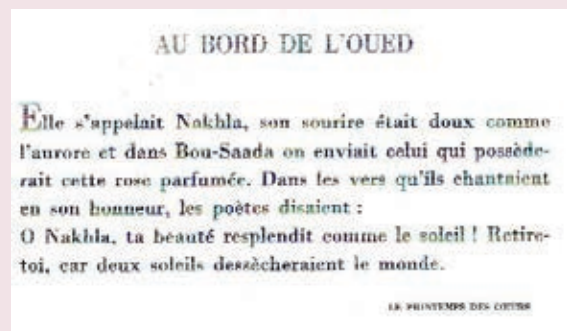 AU BORD DE L'OUED
Elle s'appelait Nakhla, son sourire était doux comme
l'aurore et dans Bou-Saada on enviait celui qui possède-
rait cette rose parfumée. Dans les vers qu'ils chantaient
en son honneur, les poètes disaient :
O Nakhla, ta beauté resplendit comme le soleil ! Retire-
toi, car deux soleils dessècheraient le monde.
LE PRINTEMPS DES CŒURS